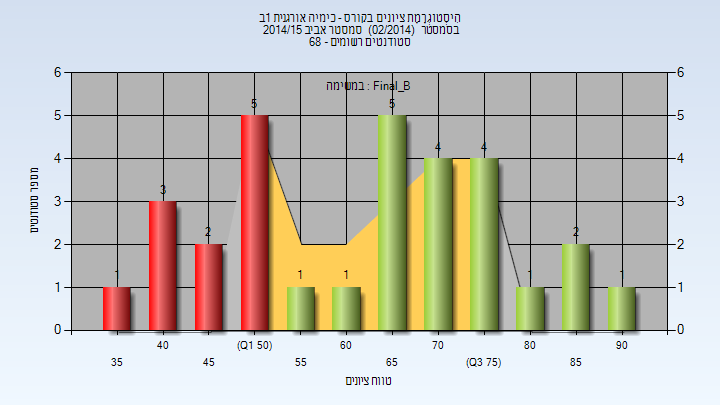 היסטוגרמת ציונים בקורס - כימיה אורגנית 1ב
בסמסטר (02/2014) סמסטר אביב 2014/15
סטודנטים רשומים - 68
במשימה : Final_B
מספר סטודנטים
6 6
5 5
4 4
3 3
2 2
1 1
0 0
1 3 2 5 1 1 5 4 4 1 2 1
40 (Q1 50) 60 70 80 90
35 45 55 65 (Q3 75) 85
טווח ציונים